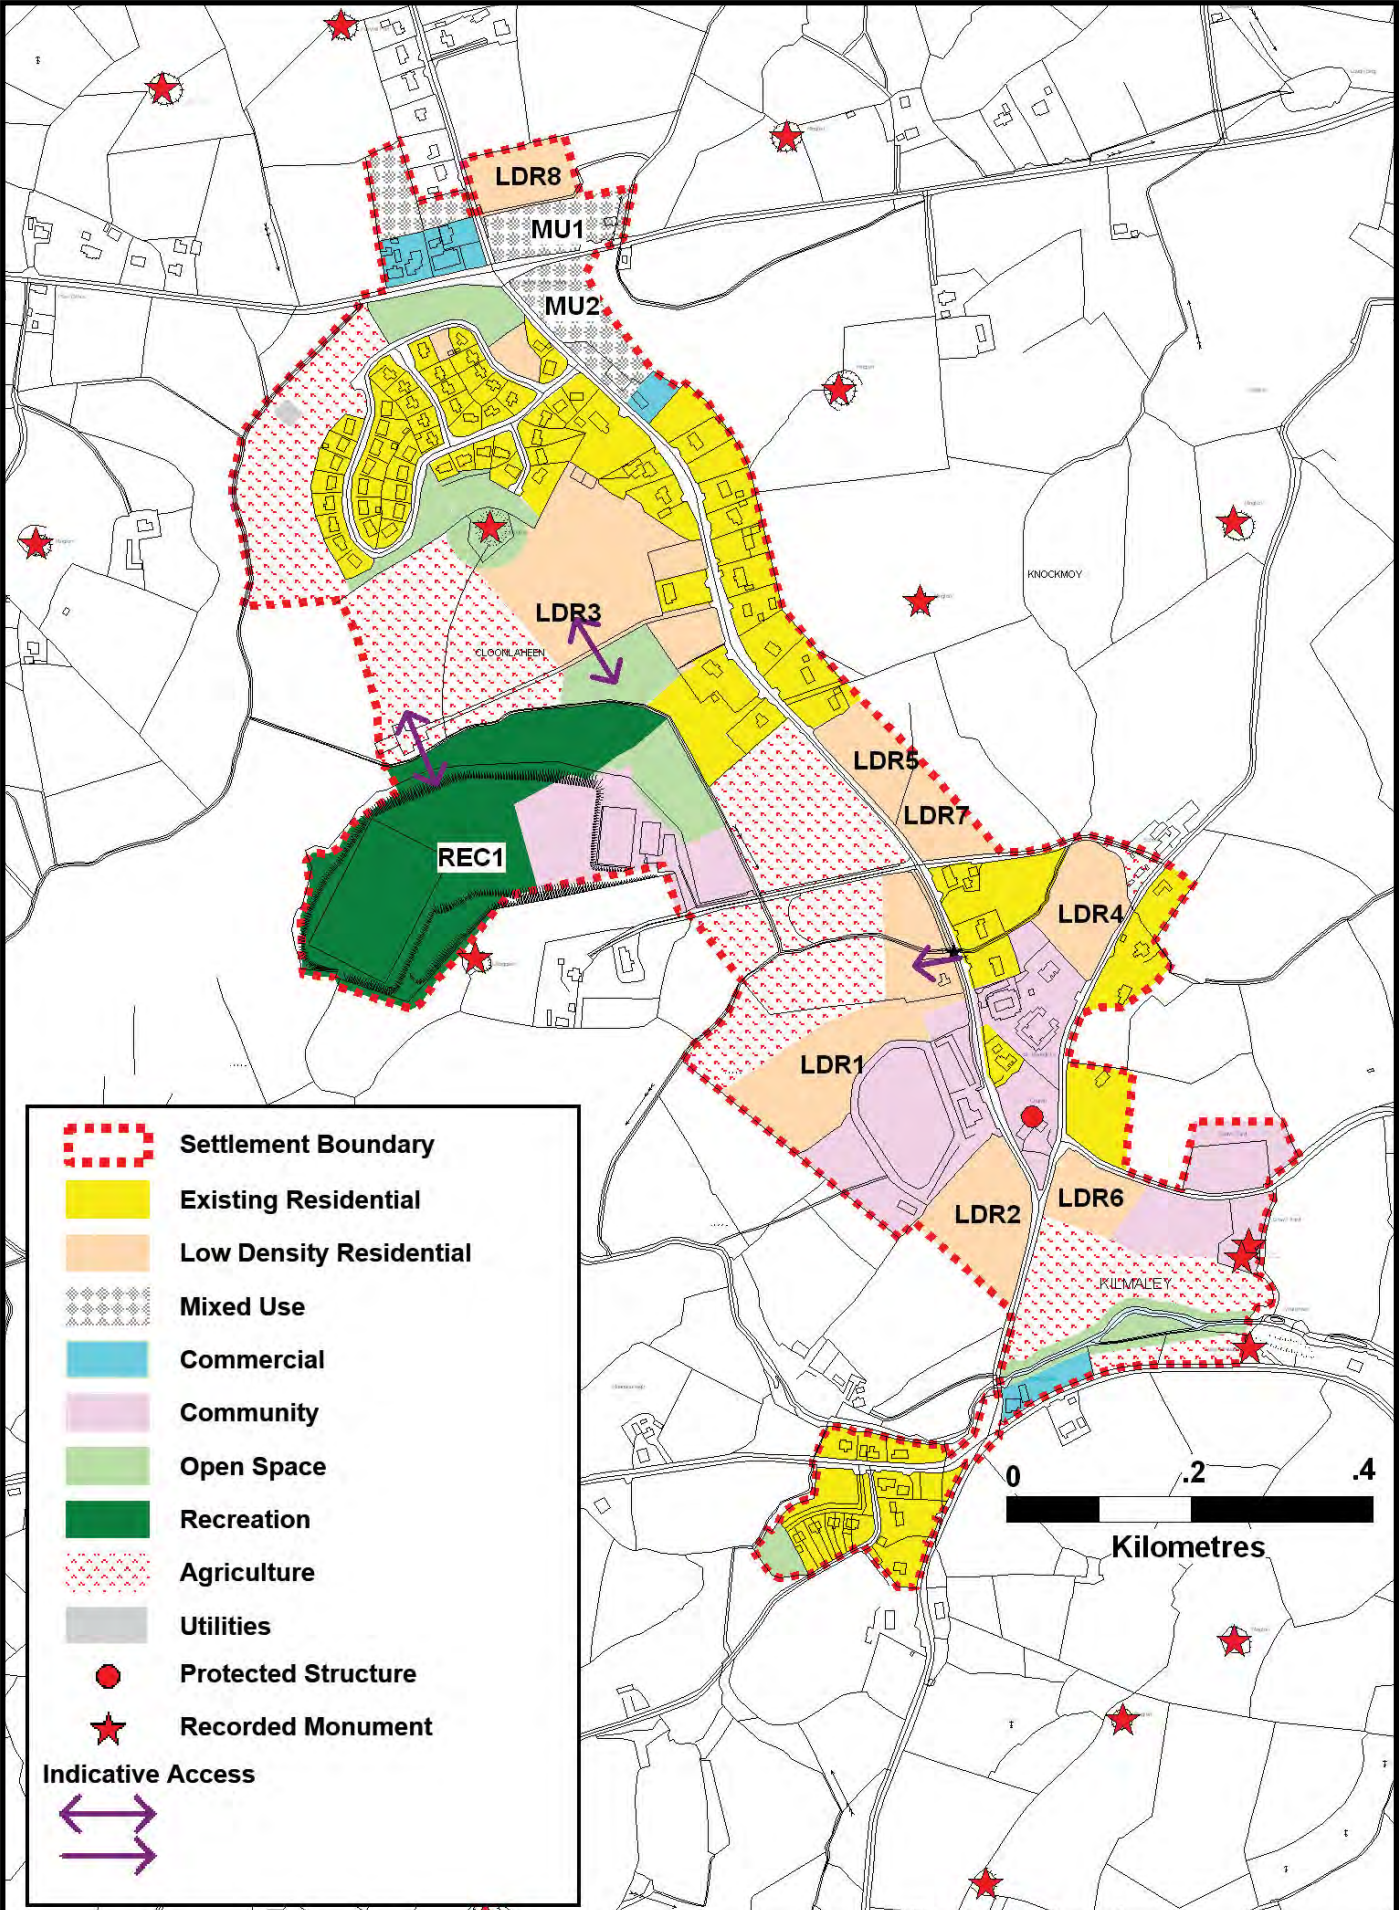 LDR8
MU1
MU2
KNOCKMOY
LDR3
CLOONLAHEEN
LDR5
LDR7
REC1
LDR4
LDR1
LDR6
LDR2
KILMALEY
Settlement Boundary
Existing Residential
Low Density Residential
Mixed Use
Commercial
Community
Open Space
Recreation
Agriculture
Utilities
Protected Structure
Recorded Monument
Indicative Access
0 .2 .4
Kilometres